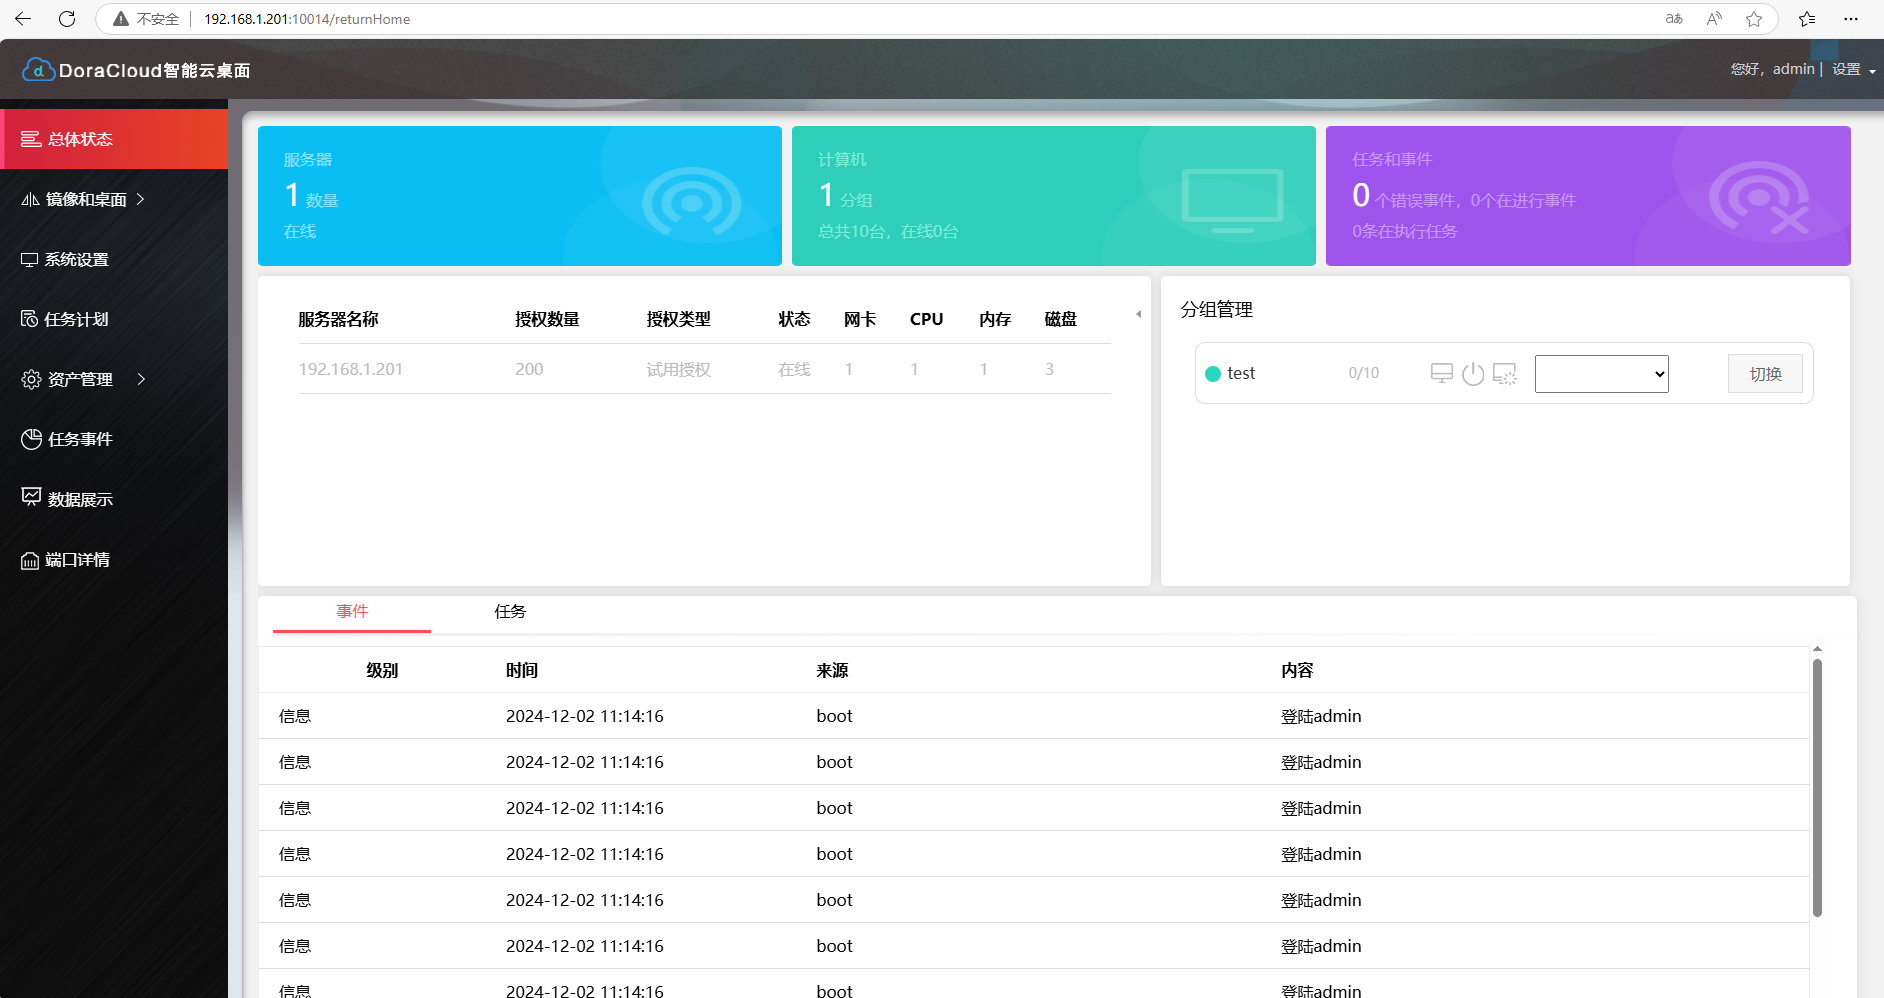 不安全 192.168.1.201:10014/returnHome
DoraCloud智能云桌面
您好，admin | 设置
总体状态
镜像和桌面
系统设置
任务计划
资产管理
任务事件
数据展示
端口详情
服务器
1 数量
在线
计算机
1 分组
总共10台，在线0台
任务和事件
0 个错误事件，0个在进行事件
0条在执行任务
服务器名称 授权数量 授权类型 状态 网卡 CPU 内存 磁盘
192.168.1.201 200 试用授权 在线 1 1 1 3
分组管理
test 0/10 切换
事件 任务
级别 时间 来源 内容
信息 2024-12-02 11:14:16 boot 登陆admin
信息 2024-12-02 11:14:16 boot 登陆admin
信息 2024-12-02 11:14:16 boot 登陆admin
信息 2024-12-02 11:14:16 boot 登陆admin
信息 2024-12-02 11:14:16 boot 登陆admin
信息 2024-12-02 11:14:16 boot 登陆admin
信息 2024-12-02 11:14:16 boot 登陆admin